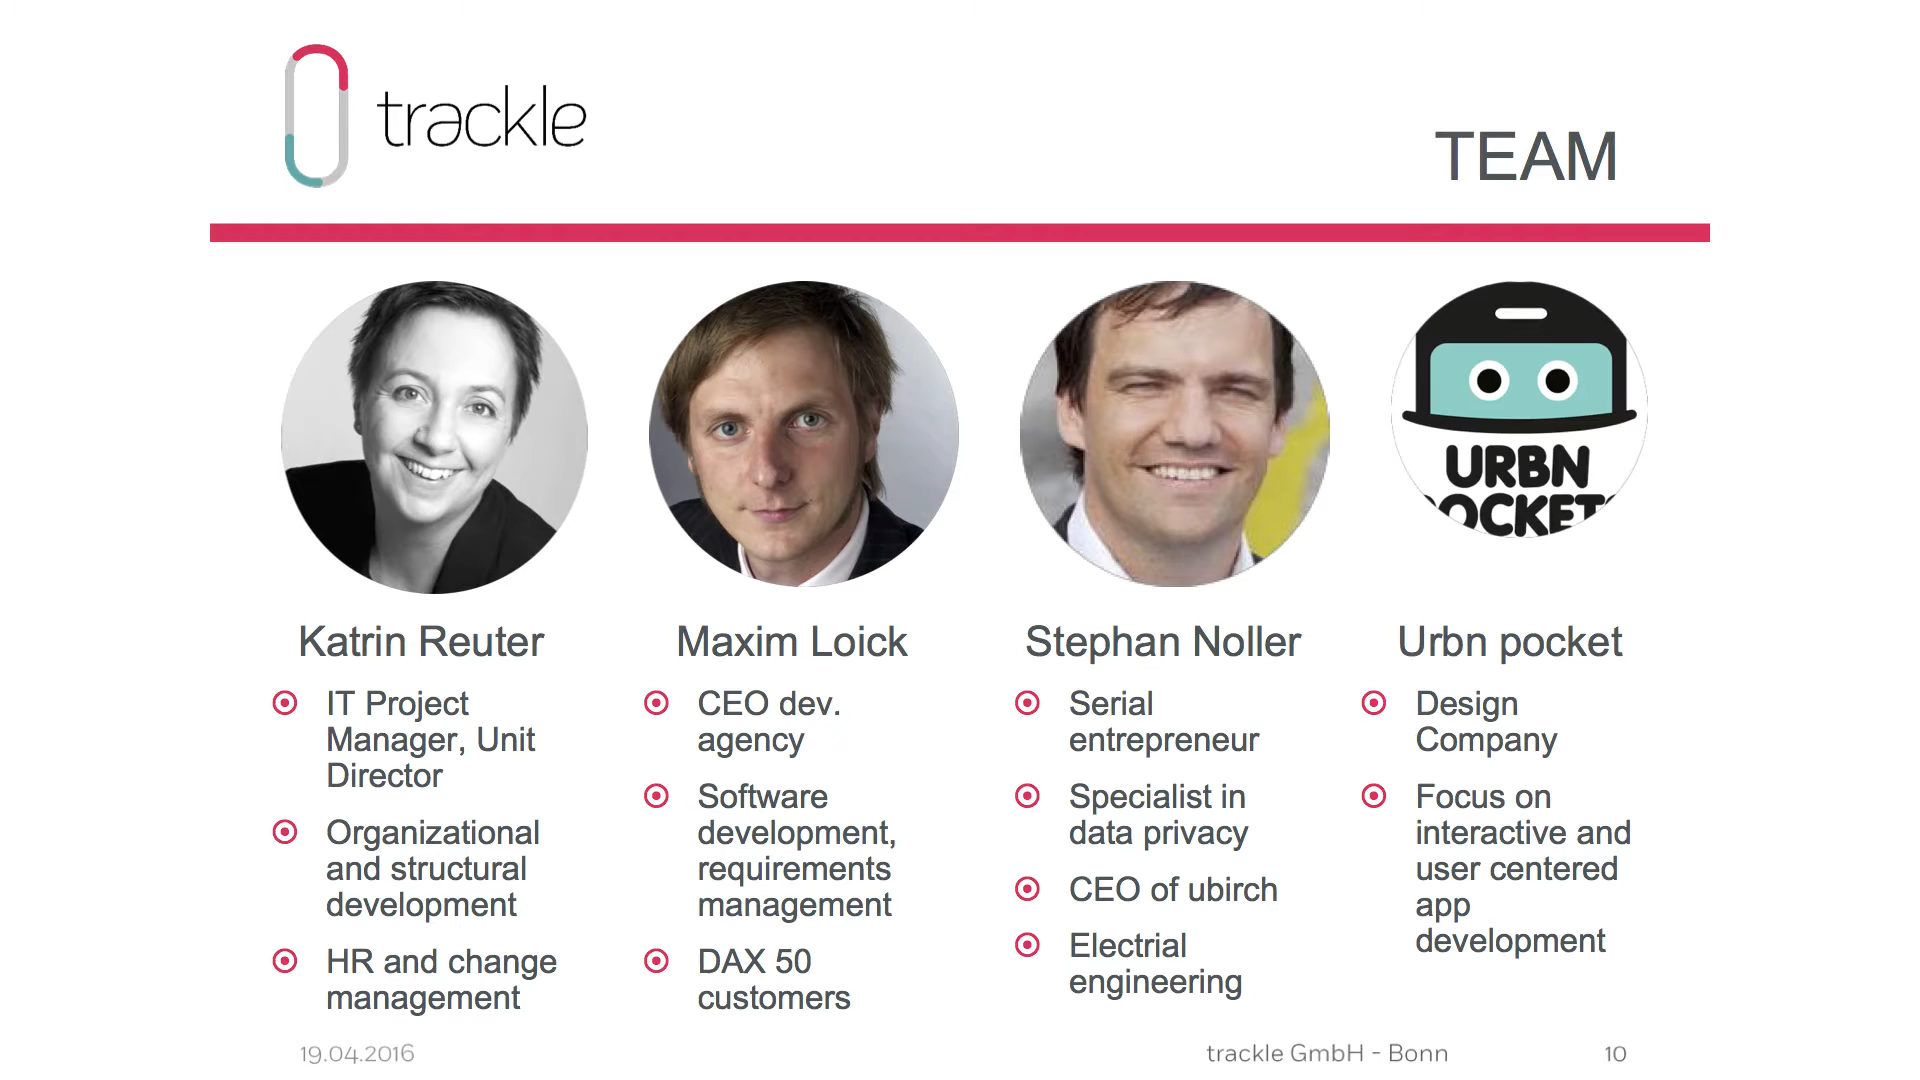 trackle
TEAM
URBN
POCKETS
Katrin Reuter
IT Project
Manager, Unit
Director
Organizational
and structural
development
HR and change
management
Maxim Loick
CEO dev.
agency
Software
development,
requirements
management
DAX 50
customers
Stephan Noller
Serial
entrepreneur
Specialist in
data privacy
CEO of ubirch
Electrial
engineering
Urbn pocket
Design
Company
Focus on
interactive and
user centered
app
development
19.04.2016
trackle GmbH - Bonn
10